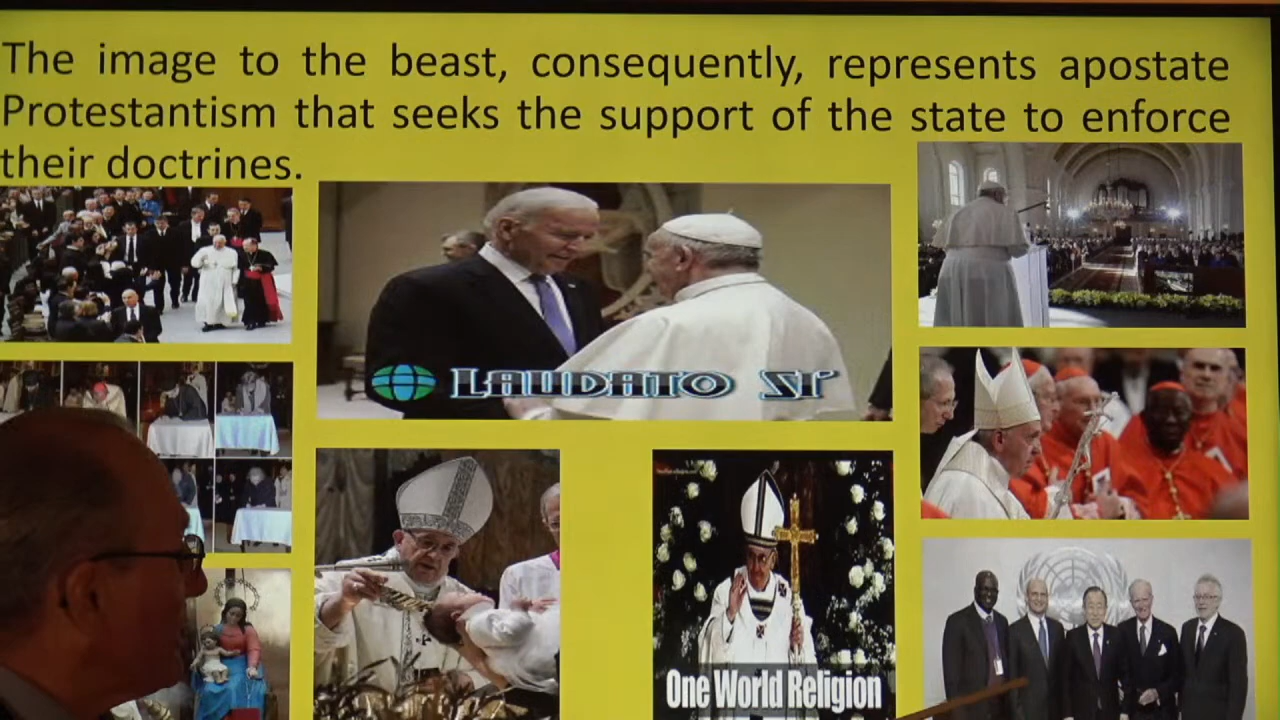 The image to the beast, consequently, represents apostate
Protestantism that seeks the support of the state to enforce
their doctrines.
LAUDATO SI'
One World Religion